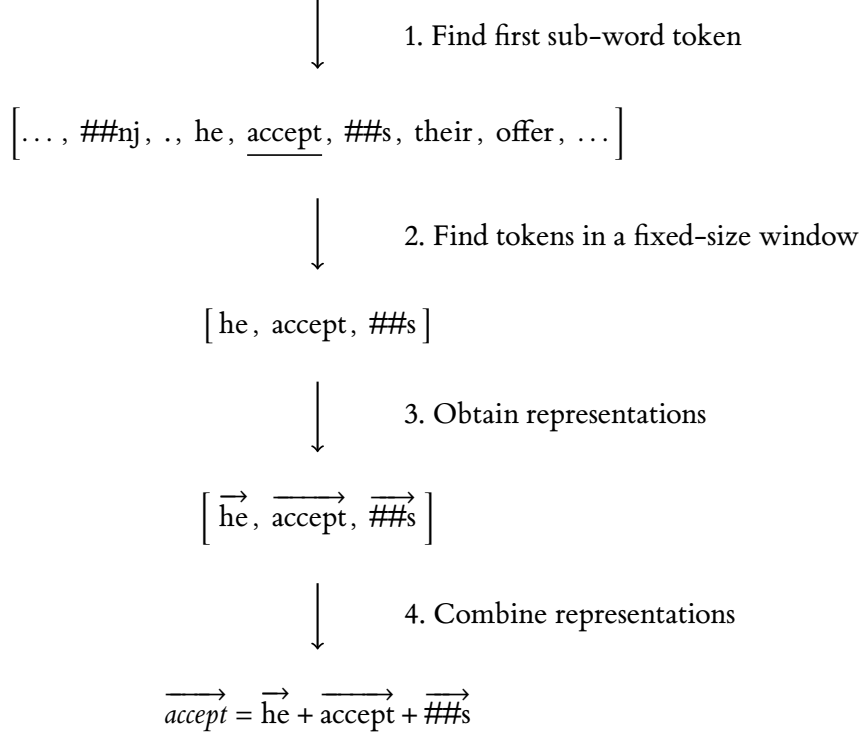 1. Find first sub-word token
[..., ##nj, ., he, accept, ##s, their, offer, ...]
2. Find tokens in a fixed-size window
[he, accept, ##s]
3. Obtain representations
[he, accept, ##s]
4. Combine representations
accept = he + accept + ##s